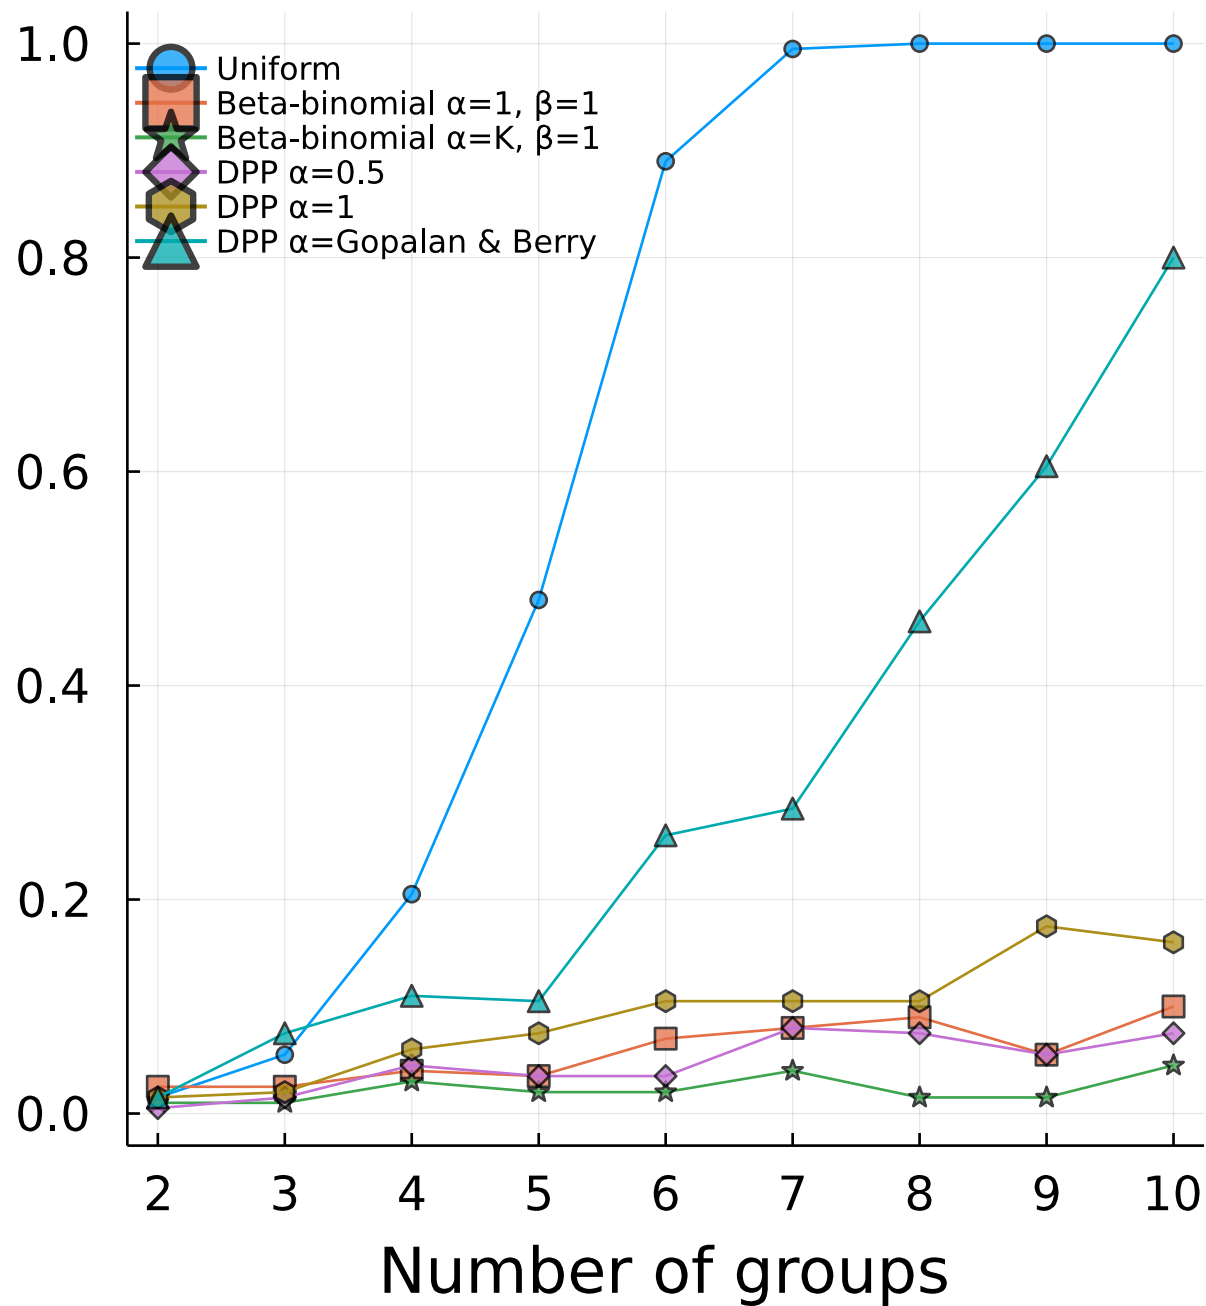 1.0
Uniform
Beta-binomial α=1, β=1
Beta-binomial α=K, β=1
DPP α=0.5
DPP α=1
DPP α=Gopalan & Berry
0.8
0.6
0.4
0.2
0.0
2 3 4 5 6 7 8 9 10
Number of groups